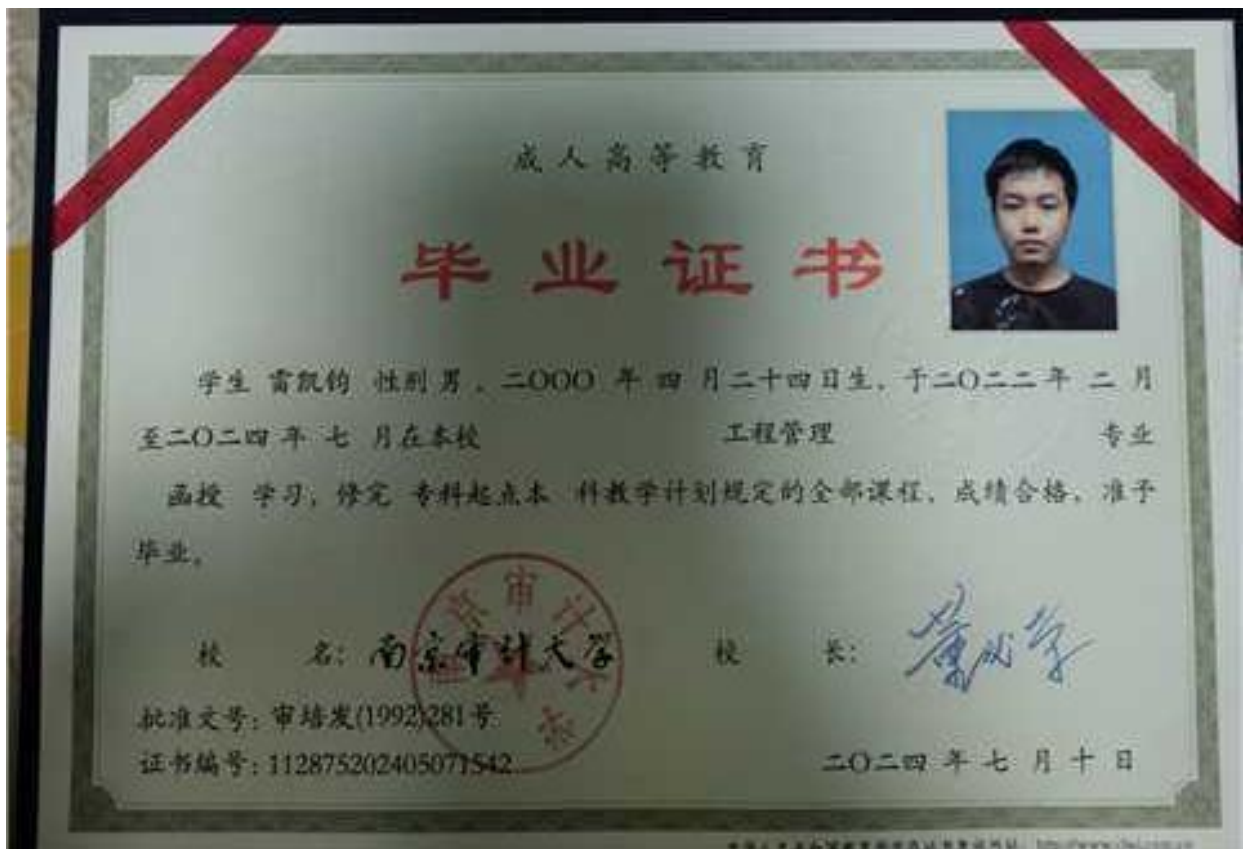 成人高等教育
毕业证书
学生 雷凯钧 性别 男，二〇〇〇 年 四 月二十四日生，于二〇二二年 二 月
至二〇二四 年 七 月在本校 工程管理 专业
函授 学习，修完 专科起点本 科教学计划规定的全部课程，成绩合格，准予
毕业。
校 名：南京审计大学 校 长：
批准文号：审培发(1992)281号
证书编号：112875202405071542
二〇二四 年 七 月 十 日